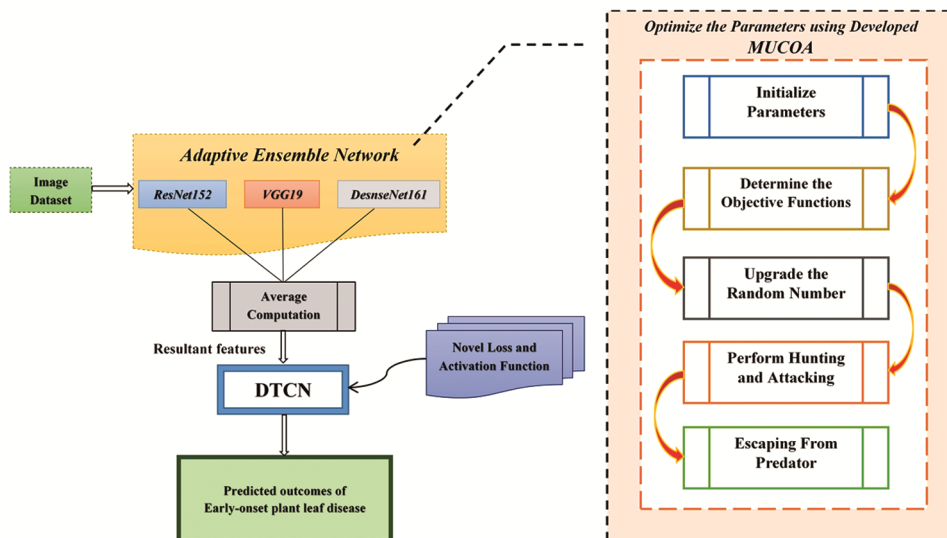 Optimize the Parameters using Developed
MUCOA
Initialize
Parameters
Determine the
Objective Functions
Upgrade the
Random Number
Perform Hunting
and Attacking
Escaping From
Predator
Adaptive Ensemble Network
Image
Dataset
ResNet152
VGG19
DesnseNet161
Average
Computation
Resultant features
Novel Loss and
Activation Function
DTCN
Predicted outcomes of
Early-onset plant leaf disease